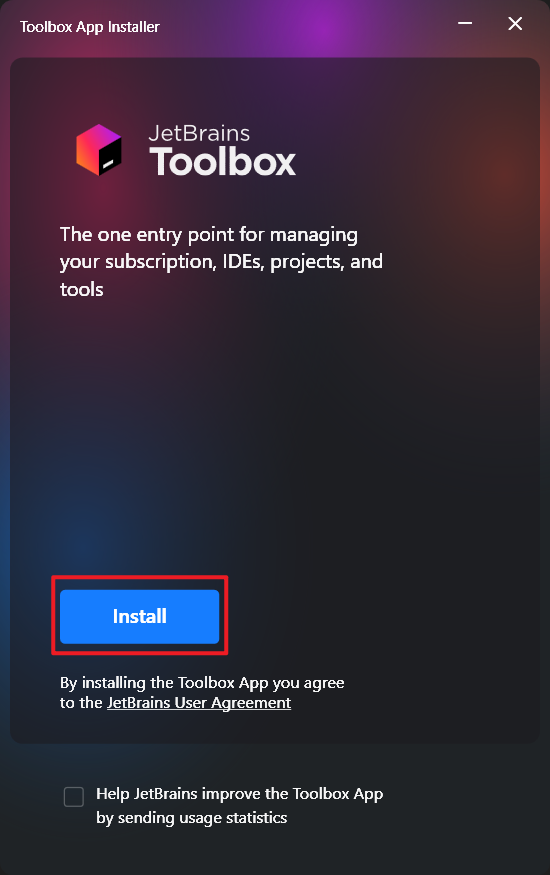 Toolbox App Installer
JetBrains
Toolbox
The one entry point for managing
your subscription, IDEs, projects, and
tools
Install
By installing the Toolbox App you agree
to the JetBrains User Agreement
Help JetBrains improve the Toolbox App
by sending usage statistics